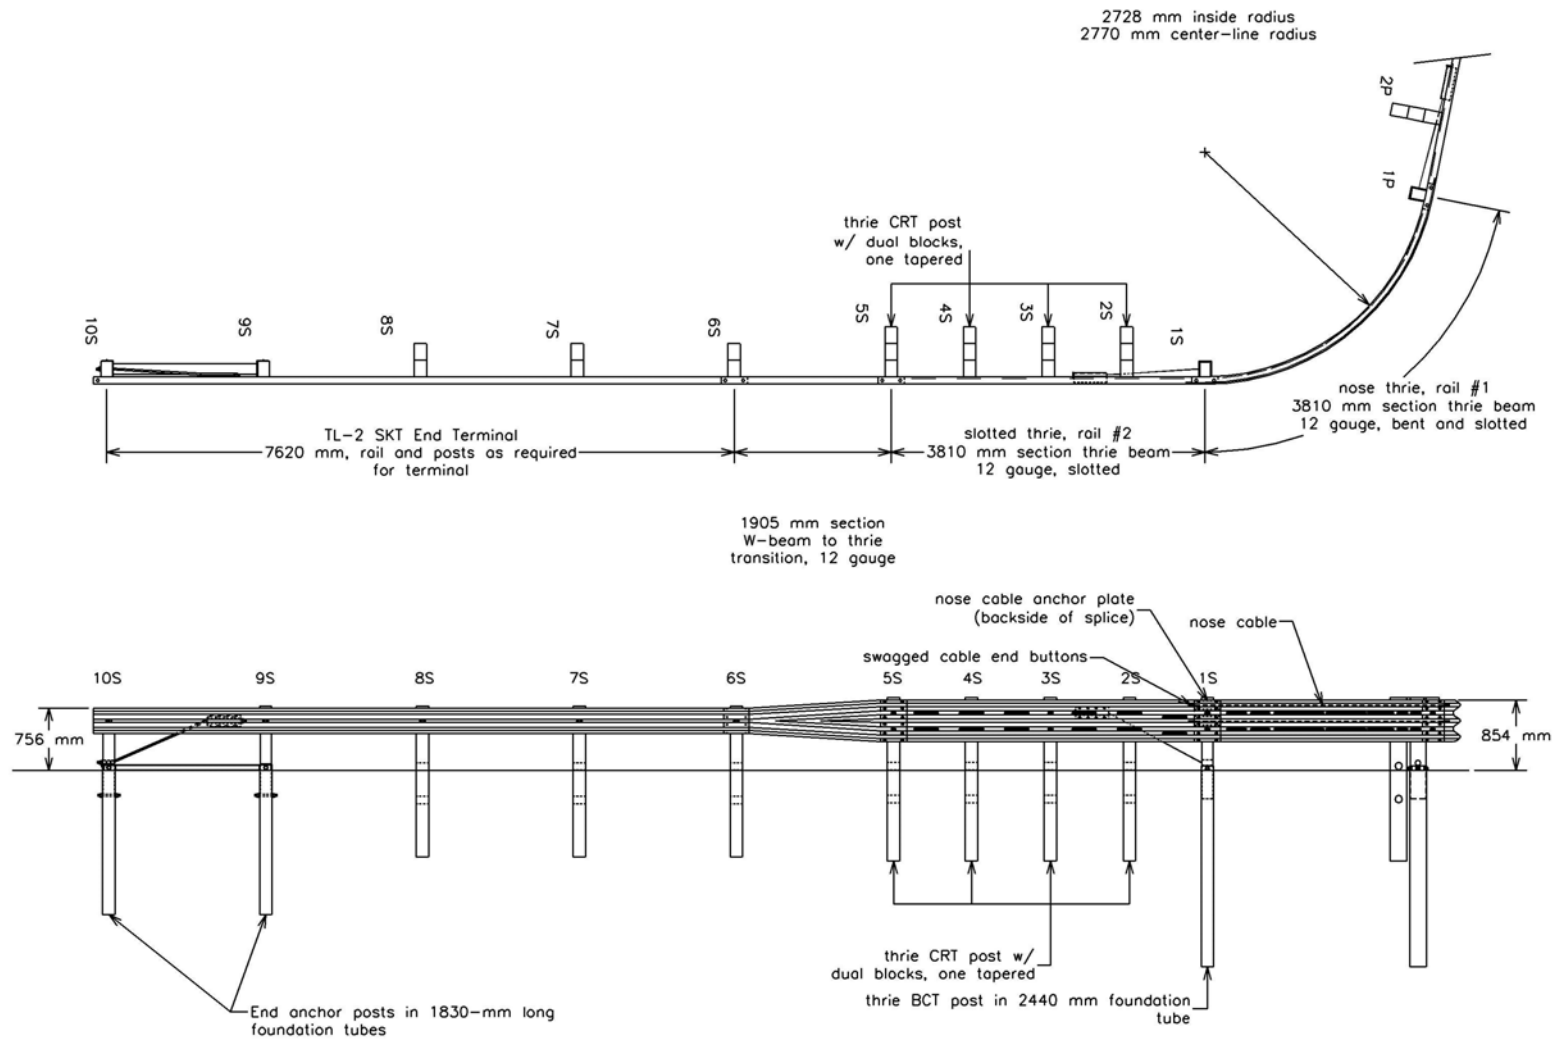 2728 mm inside radius
2770 mm center-line radius
2P
1P
thrie CRT post
w/ dual blocks,
one tapered
10S
9S
8S
7S
6S
5S
4S
3S
2S
1S
nose thrie, rail #1
3810 mm section thrie beam
12 gauge, bent and slotted
TL-2 SKT End Terminal
7620 mm, rail and posts as required
for terminal
slotted thrie, rail #2
3810 mm section thrie beam
12 gauge, slotted
1905 mm section
W-beam to thrie
transition, 12 gauge
nose cable anchor plate
(backside of splice)
nose cable
swagged cable end buttons
10S
9S
8S
7S
6S
5S
4S
3S
2S
1S
756 mm
854 mm
thrie CRT post w/
dual blocks, one tapered
thrie BCT post in 2440 mm foundation
tube
End anchor posts in 1830-mm long
foundation tubes